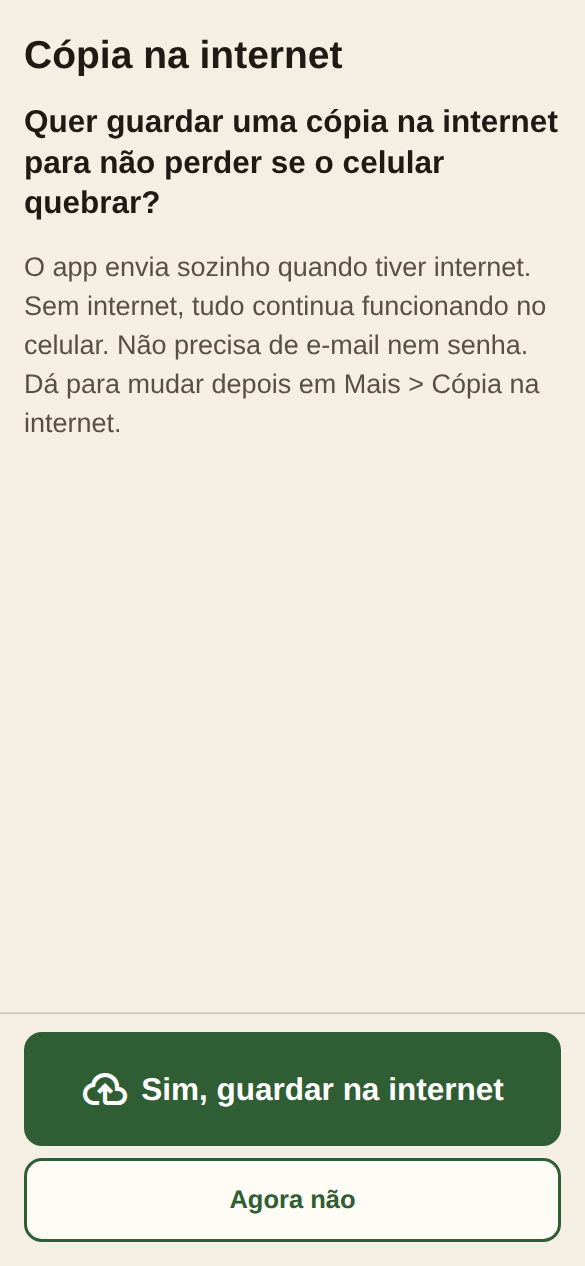 Cópia na internet
Quer guardar uma cópia na internet
para não perder se o celular
quebrar?
O app envia sozinho quando tiver internet.
Sem internet, tudo continua funcionando no
celular. Não precisa de e-mail nem senha.
Dá para mudar depois em Mais > Cópia na
internet.
Sim, guardar na internet
Agora não